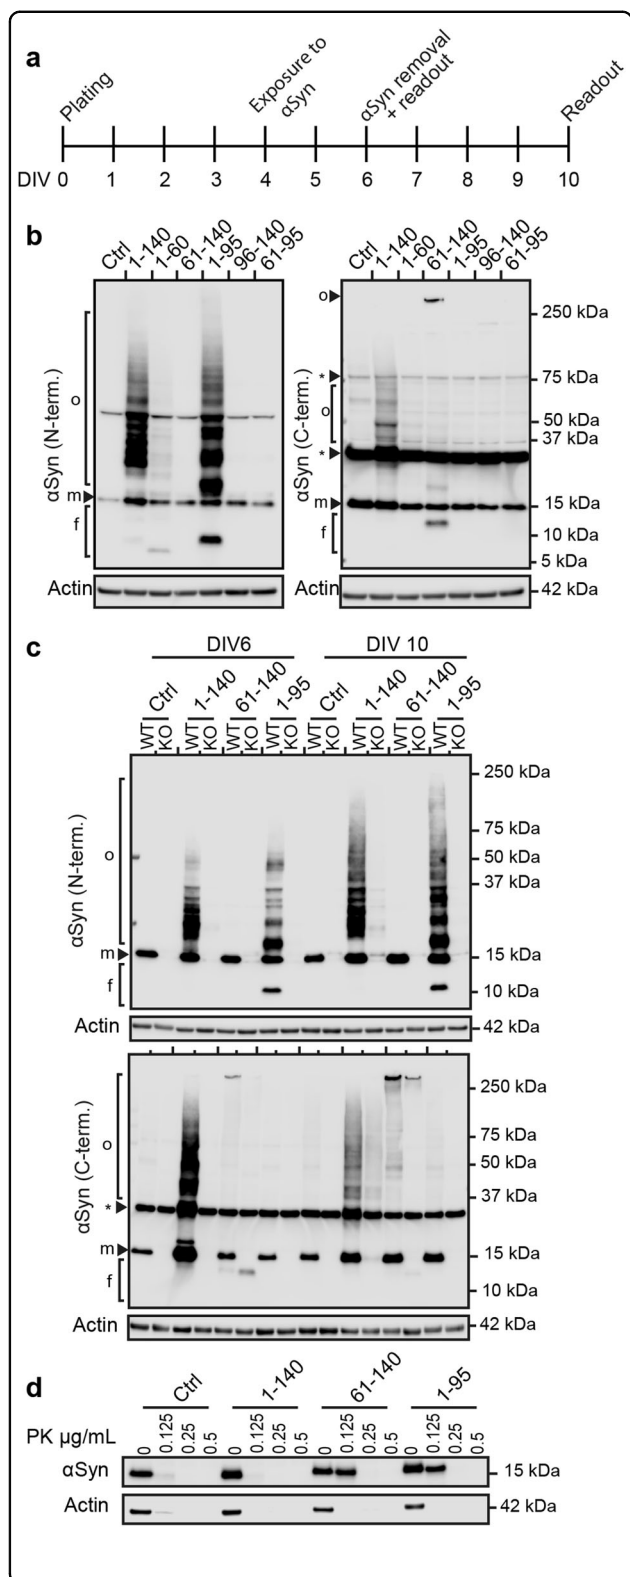 a
Plating
Exposure to
αSyn
αSyn removal
+ readout
Readout
DIV 0 1 2 3 4 5 6 7 8 9 10
b
Ctrl 1-140 1-60 61-140 1-95 96-140 61-95
Ctrl 1-140 1-60 61-140 1-95 96-140 61-95
αSyn (N-term.)
o
m
f
αSyn (C-term.)
o
*
o
*
m
f
250 kDa
75 kDa
50 kDa
37 kDa
15 kDa
10 kDa
5 kDa
Actin
Actin
42 kDa
c
DIV6 DIV 10
Ctrl 1-140 61-140 1-95 Ctrl 1-140 61-140 1-95
WT KO WT KO WT KO WT KO WT KO WT KO WT KO WT KO
αSyn (N-term.)
o
m
f
250 kDa
75 kDa
50 kDa
37 kDa
15 kDa
10 kDa
Actin 42 kDa
αSyn (C-term.)
o
*
m
f
250 kDa
75 kDa
50 kDa
37 kDa
15 kDa
10 kDa
Actin 42 kDa
d
Ctrl 1-140 61-140 1-95
PK μg/mL 0 0.125 0.25 0.5 0 0.125 0.25 0.5 0 0.125 0.25 0.5 0 0.125 0.25 0.5
αSyn 15 kDa
Actin 42 kDa